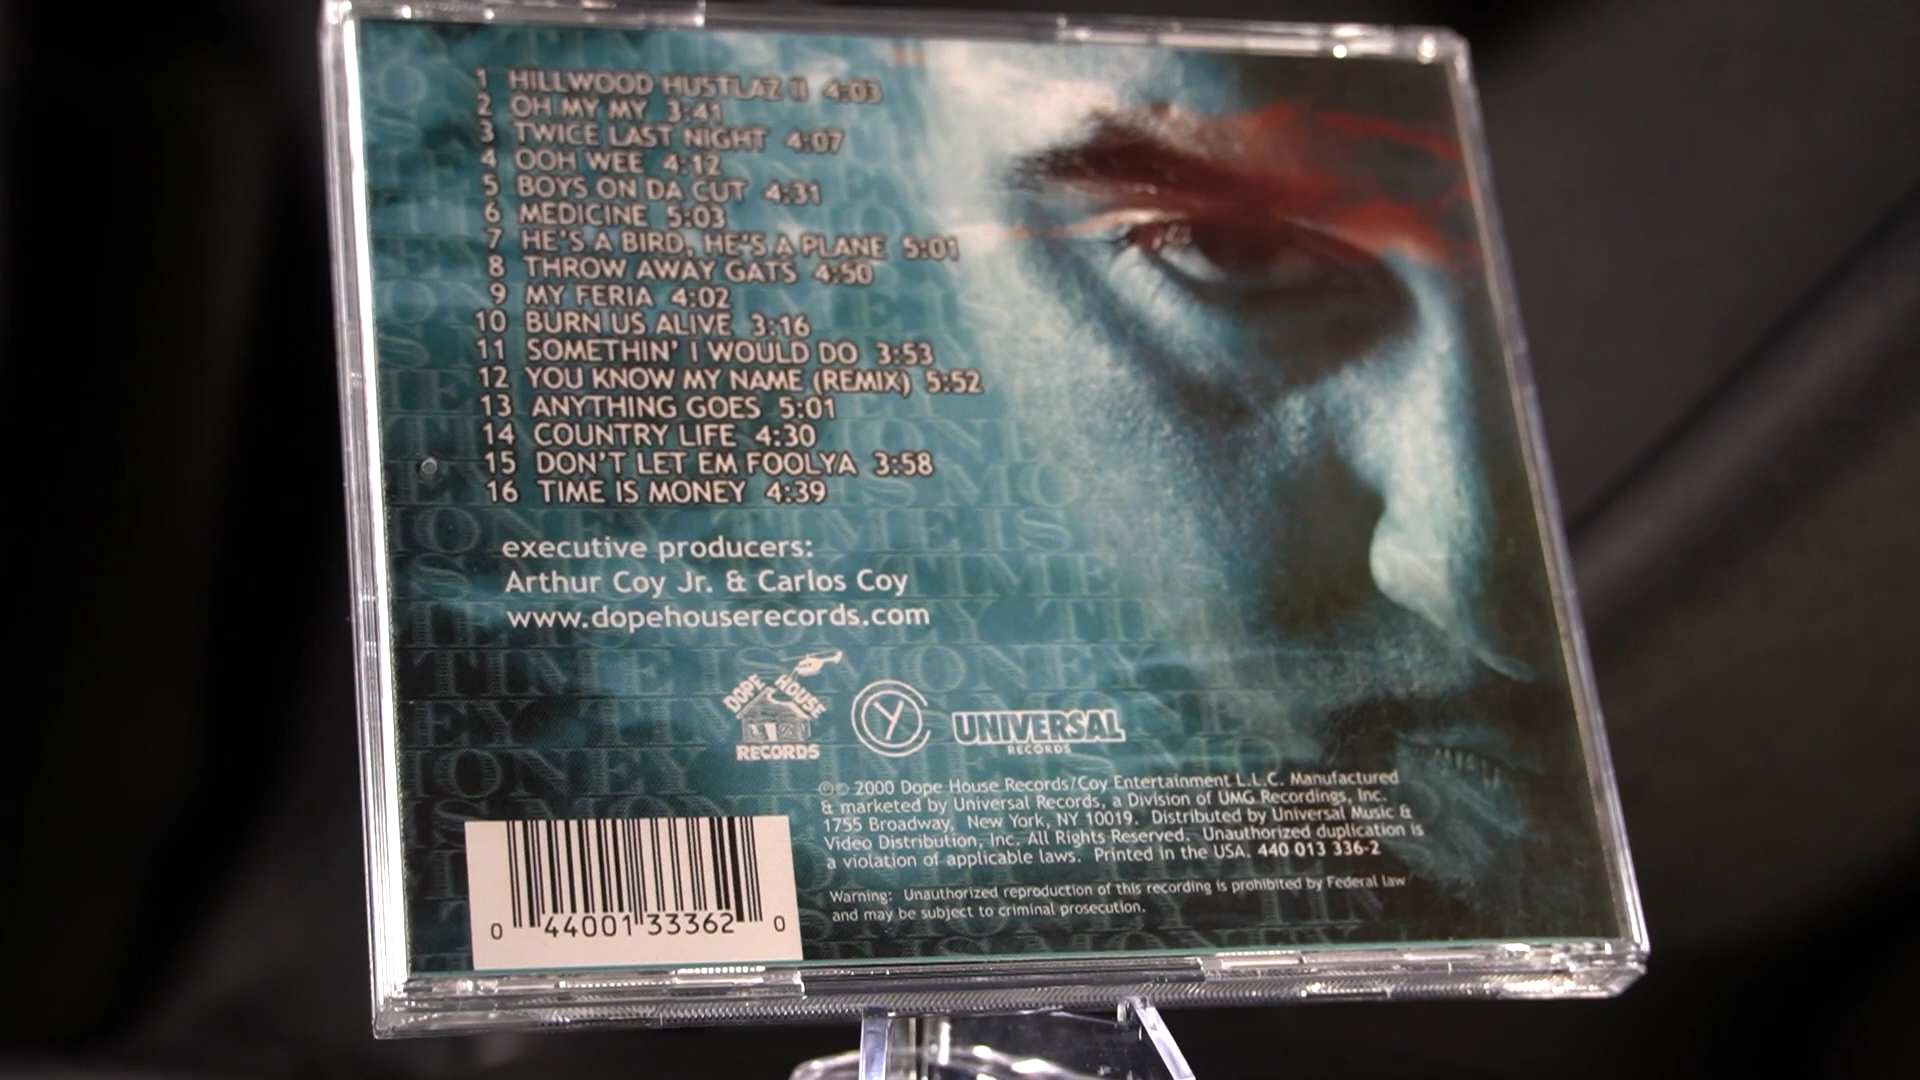 1 HILLWOOD HUSTLAZ II 4:03
2 OH MY MY 3:41
3 TWICE LAST NIGHT 4:07
4 OOH WEE 4:12
5 BOYS ON DA CUT 4:31
6 MEDICINE 5:03
7 HE'S A BIRD, HE'S A PLANE 5:01
8 THROW AWAY GATS 4:50
9 MY FERIA 4:02
10 BURN US ALIVE 3:16
11 SOMETHIN' I WOULD DO 3:53
12 YOU KNOW MY NAME (REMIX) 5:52
13 ANYTHING GOES 5:01
14 COUNTRY LIFE 4:30
15 DON'T LET EM FOOLYA 3:58
16 TIME IS MONEY 4:39
executive producers:
Arthur Coy Jr. & Carlos Coy
www.dopehouserecords.com
DOPE HOUSE
RECORDS
CY
UNIVERSAL
RECORDS
℗© 2000 Dope House Records/Coy Entertainment L.L.C. Manufactured
& marketed by Universal Records, a Division of UMG Recordings, Inc.
1755 Broadway, New York, NY 10019. Distributed by Universal Music &
Video Distribution, Inc. All Rights Reserved. Unauthorized duplication is
a violation of applicable laws. Printed in the USA. 440 013 336-2
Warning: Unauthorized reproduction of this recording is prohibited by Federal law
and may be subject to criminal prosecution.
0 44001 33362 0